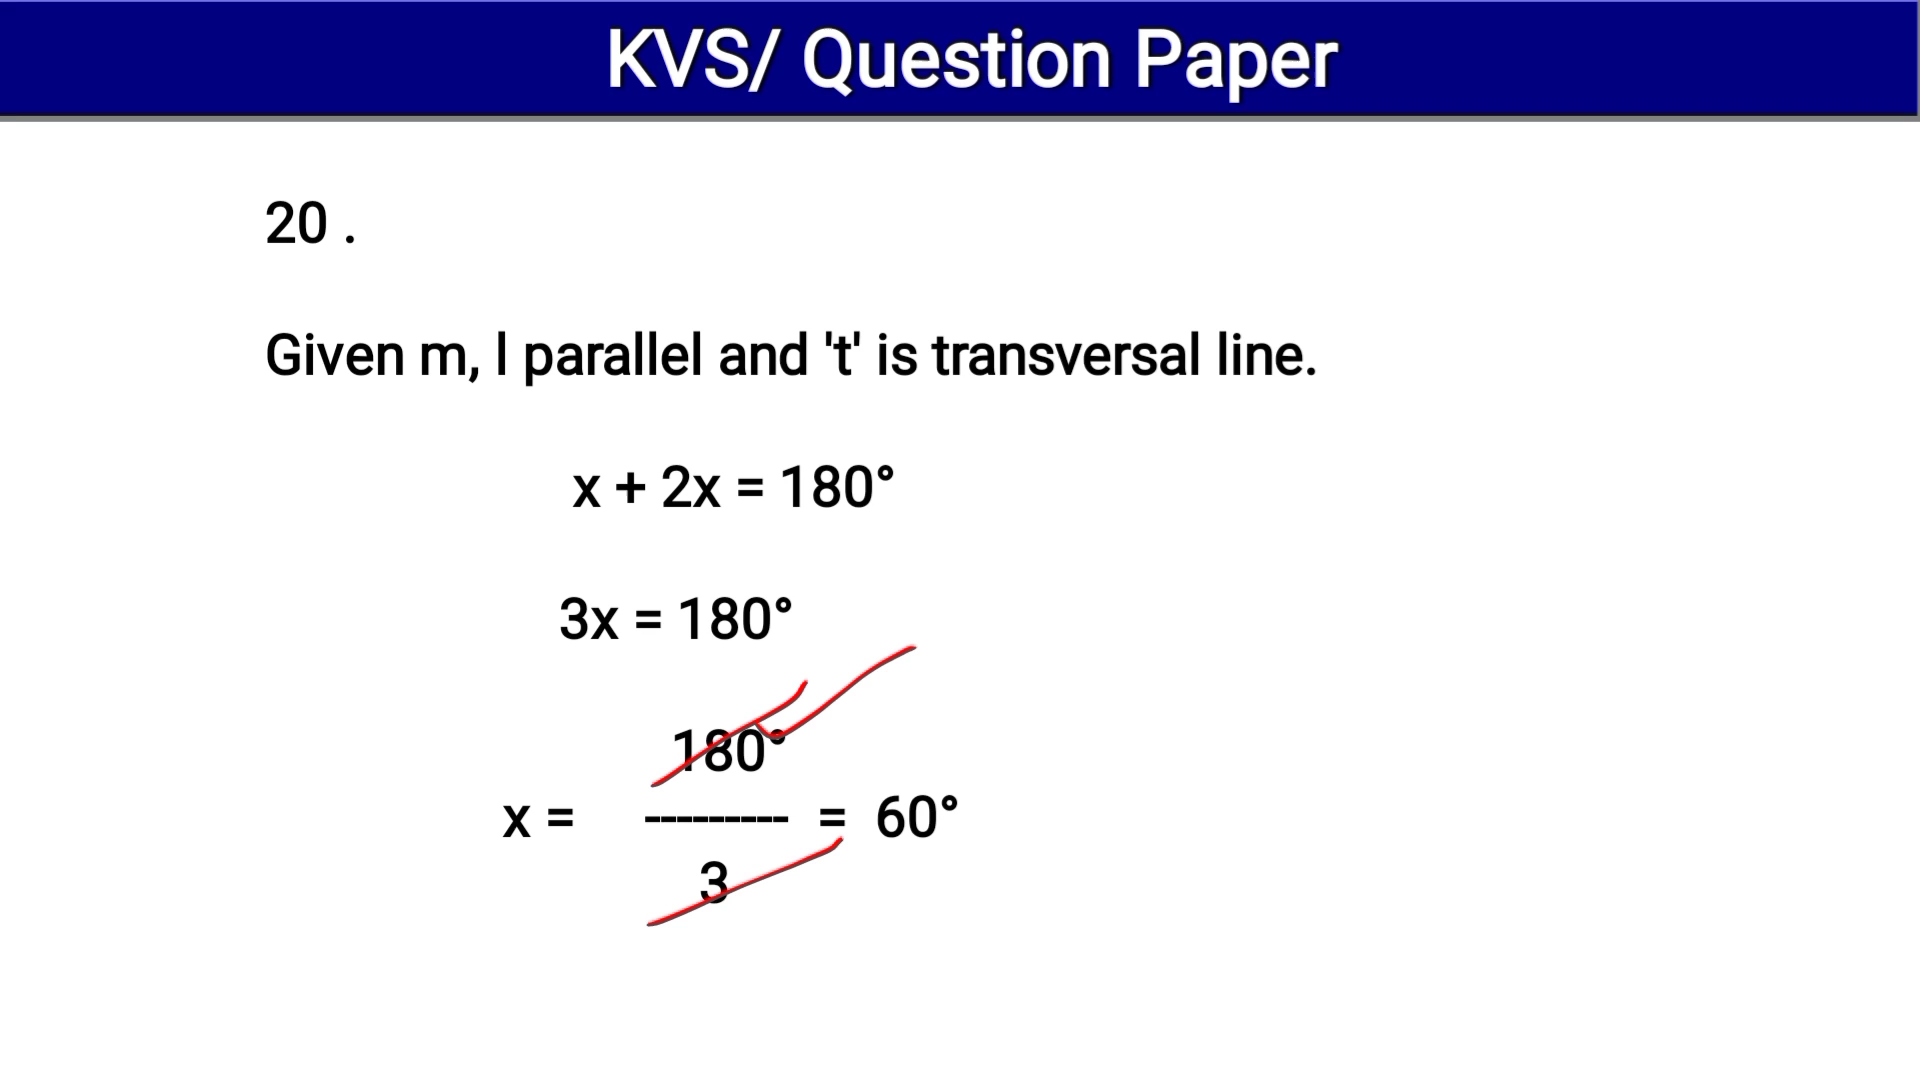 KVS/ Question Paper
20 .
Given m, l parallel and 't' is transversal line.
x + 2x = 180°
3x = 180°
180°
x = --------- = 60°
3